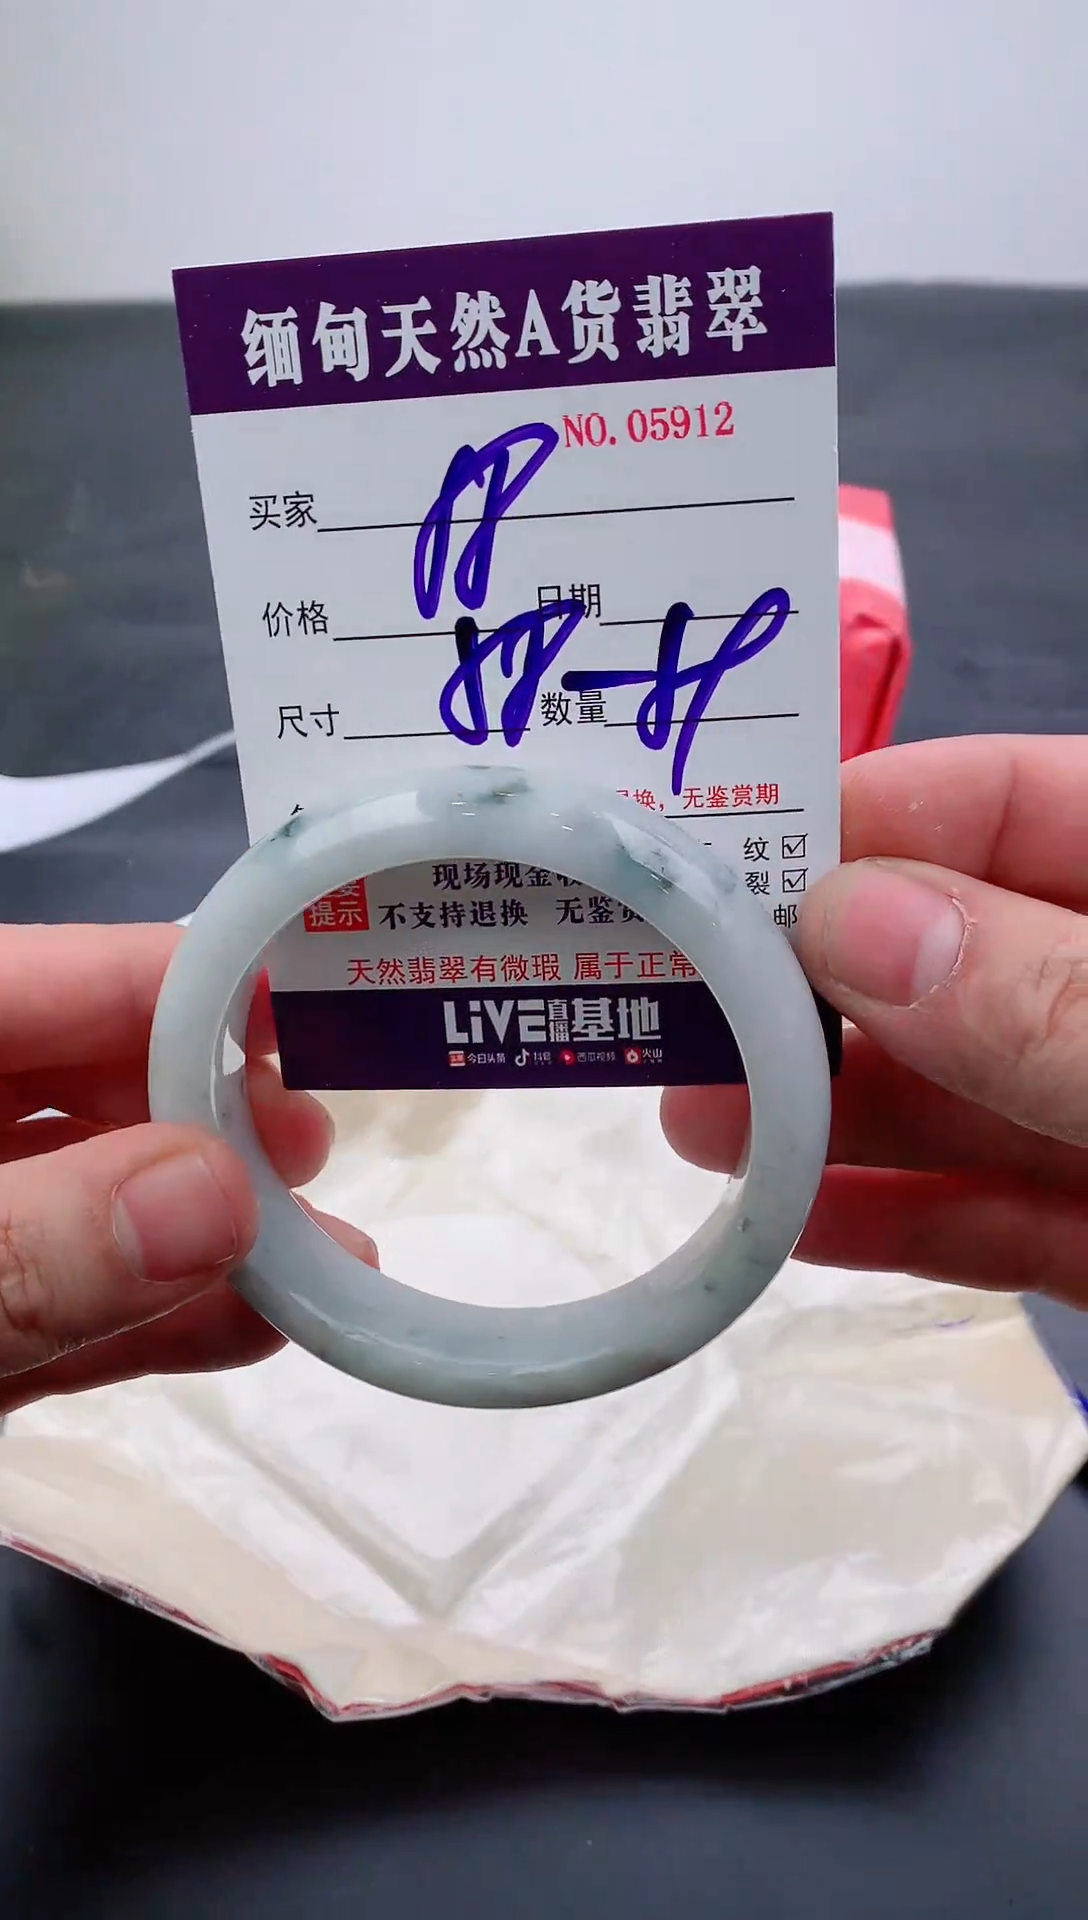 缅甸天然A货翡翠
NO. 05912
买家
价格 日期
尺寸 数量
换，无鉴赏期
纹☑
现场现金 裂☑
提示 不支持退换 无鉴赏 邮
天然翡翠有微瑕 属于正常
LiVE直播基地
今日头条 抖音 西瓜视频 火山